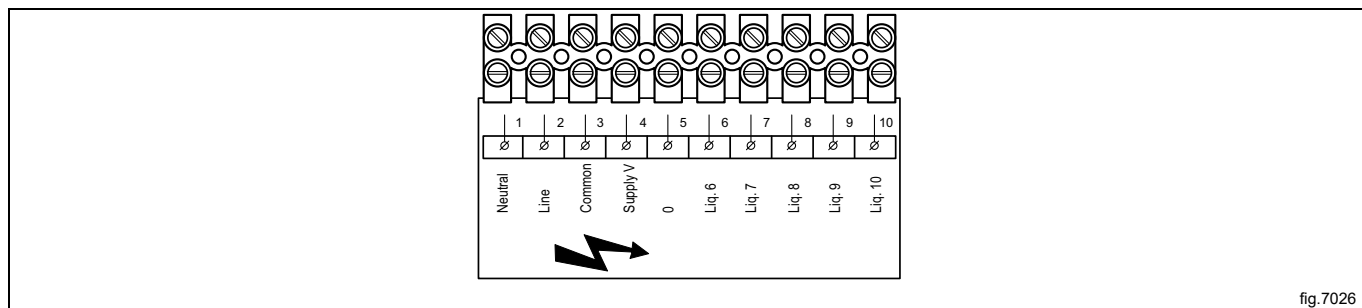 1 2 3 4 5 6 7 8 9 10
Neutral
Line
Common
Supply V
0
Liq. 6
Liq. 7
Liq. 8
Liq. 9
Liq. 10
fig.7026